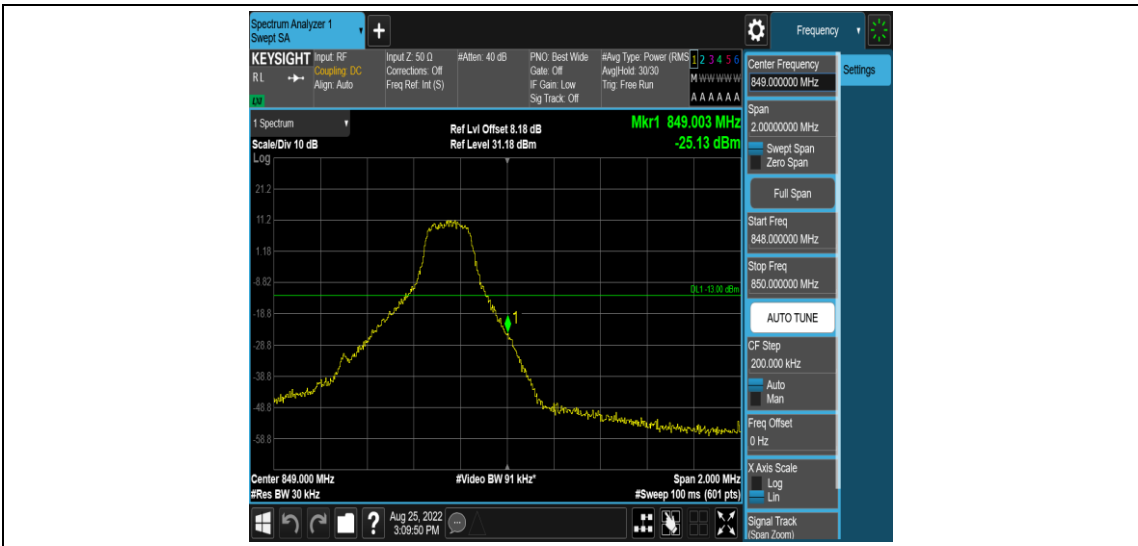 Spectrum Analyzer 1
Swept SA
+
Frequency
KEYSIGHT
RL
LXI
Input: RF
Coupling: DC
Align: Auto
Input Z: 50 Ω
Corrections: Off
Freq Ref: Int (S)
#Atten: 40 dB
PNO: Best Wide
Gate: Off
IF Gain: Low
Sig Track: Off
#Avg Type: Power (RMS
Avg|Hold: 30/30
Trig: Free Run
1 2 3 4 5 6
M W W W W W
A A A A A A
1 Spectrum
Scale/Div 10 dB
Log
Ref Lvl Offset 8.18 dB
Ref Level 31.18 dBm
Mkr1 849.003 MHz
-25.13 dBm
21.2
11.2
1.18
-8.82
-18.8
-28.8
-38.8
-48.8
-58.8
DL1 -13.00 dBm
1
Center 849.000 MHz
#Res BW 30 kHz
#Video BW 91 kHz*
Span 2.000 MHz
#Sweep 100 ms (601 pts)
Aug 25, 2022
3:09:50 PM
?
Center Frequency
849.000000 MHz
Span
2.00000000 MHz
Swept Span
Zero Span
Full Span
Start Freq
848.000000 MHz
Stop Freq
850.000000 MHz
AUTO TUNE
CF Step
200.000 kHz
Auto
Man
Freq Offset
0 Hz
X Axis Scale
Log
Lin
Signal Track
(Span Zoom)
Settings